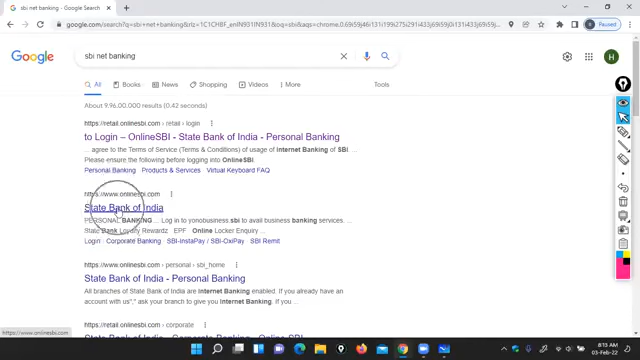 sbi net banking - Google Search
google.com/search?q=sbi+net+banking&rlz=1C1CHBF_enIN931IN931&oq=sbi&aqs=chrome.0.69i59j46i131i199i275i291i433j69i57j0i131i433i457j0i402l2j69i60l
Paused
Google
sbi net banking
H
All
Books
News
Shopping
Videos
More
Tools
About 9,96,00,000 results (0.42 seconds)
https://retail.onlinesbi.com › retail › login
to Login – OnlineSBI - State Bank of India - Personal Banking
... agree to the Terms of Service (Terms & Conditions) of usage of internet Banking of SBI. ...
Please ensure the following before logging into OnlineSBI.
Personal Banking · Products & Services · Virtual Keyboard FAQ
https://www.onlinesbi.com
State Bank of India
PERSONAL BANKING ... Log in to yonobusiness sbi to avail business banking services. ...
State Bank Loyalty Rewardz · EPF · Online Locker Enquiry ...
Login · Corporate Banking · SBI-InstaPay / SBI-OxiPay · SBI Remit
https://www.onlinesbi.com › personal › sbi_home
State Bank of India - Personal Banking
All branches of State Bank of India are internet Banking enabled. If you already have an
account with us", ask your branch to give you Internet Banking. If you ...
https://retail.onlinesbi.com › corporate
https://www.onlinesbi.com
8:15 AM
03-Feb-22